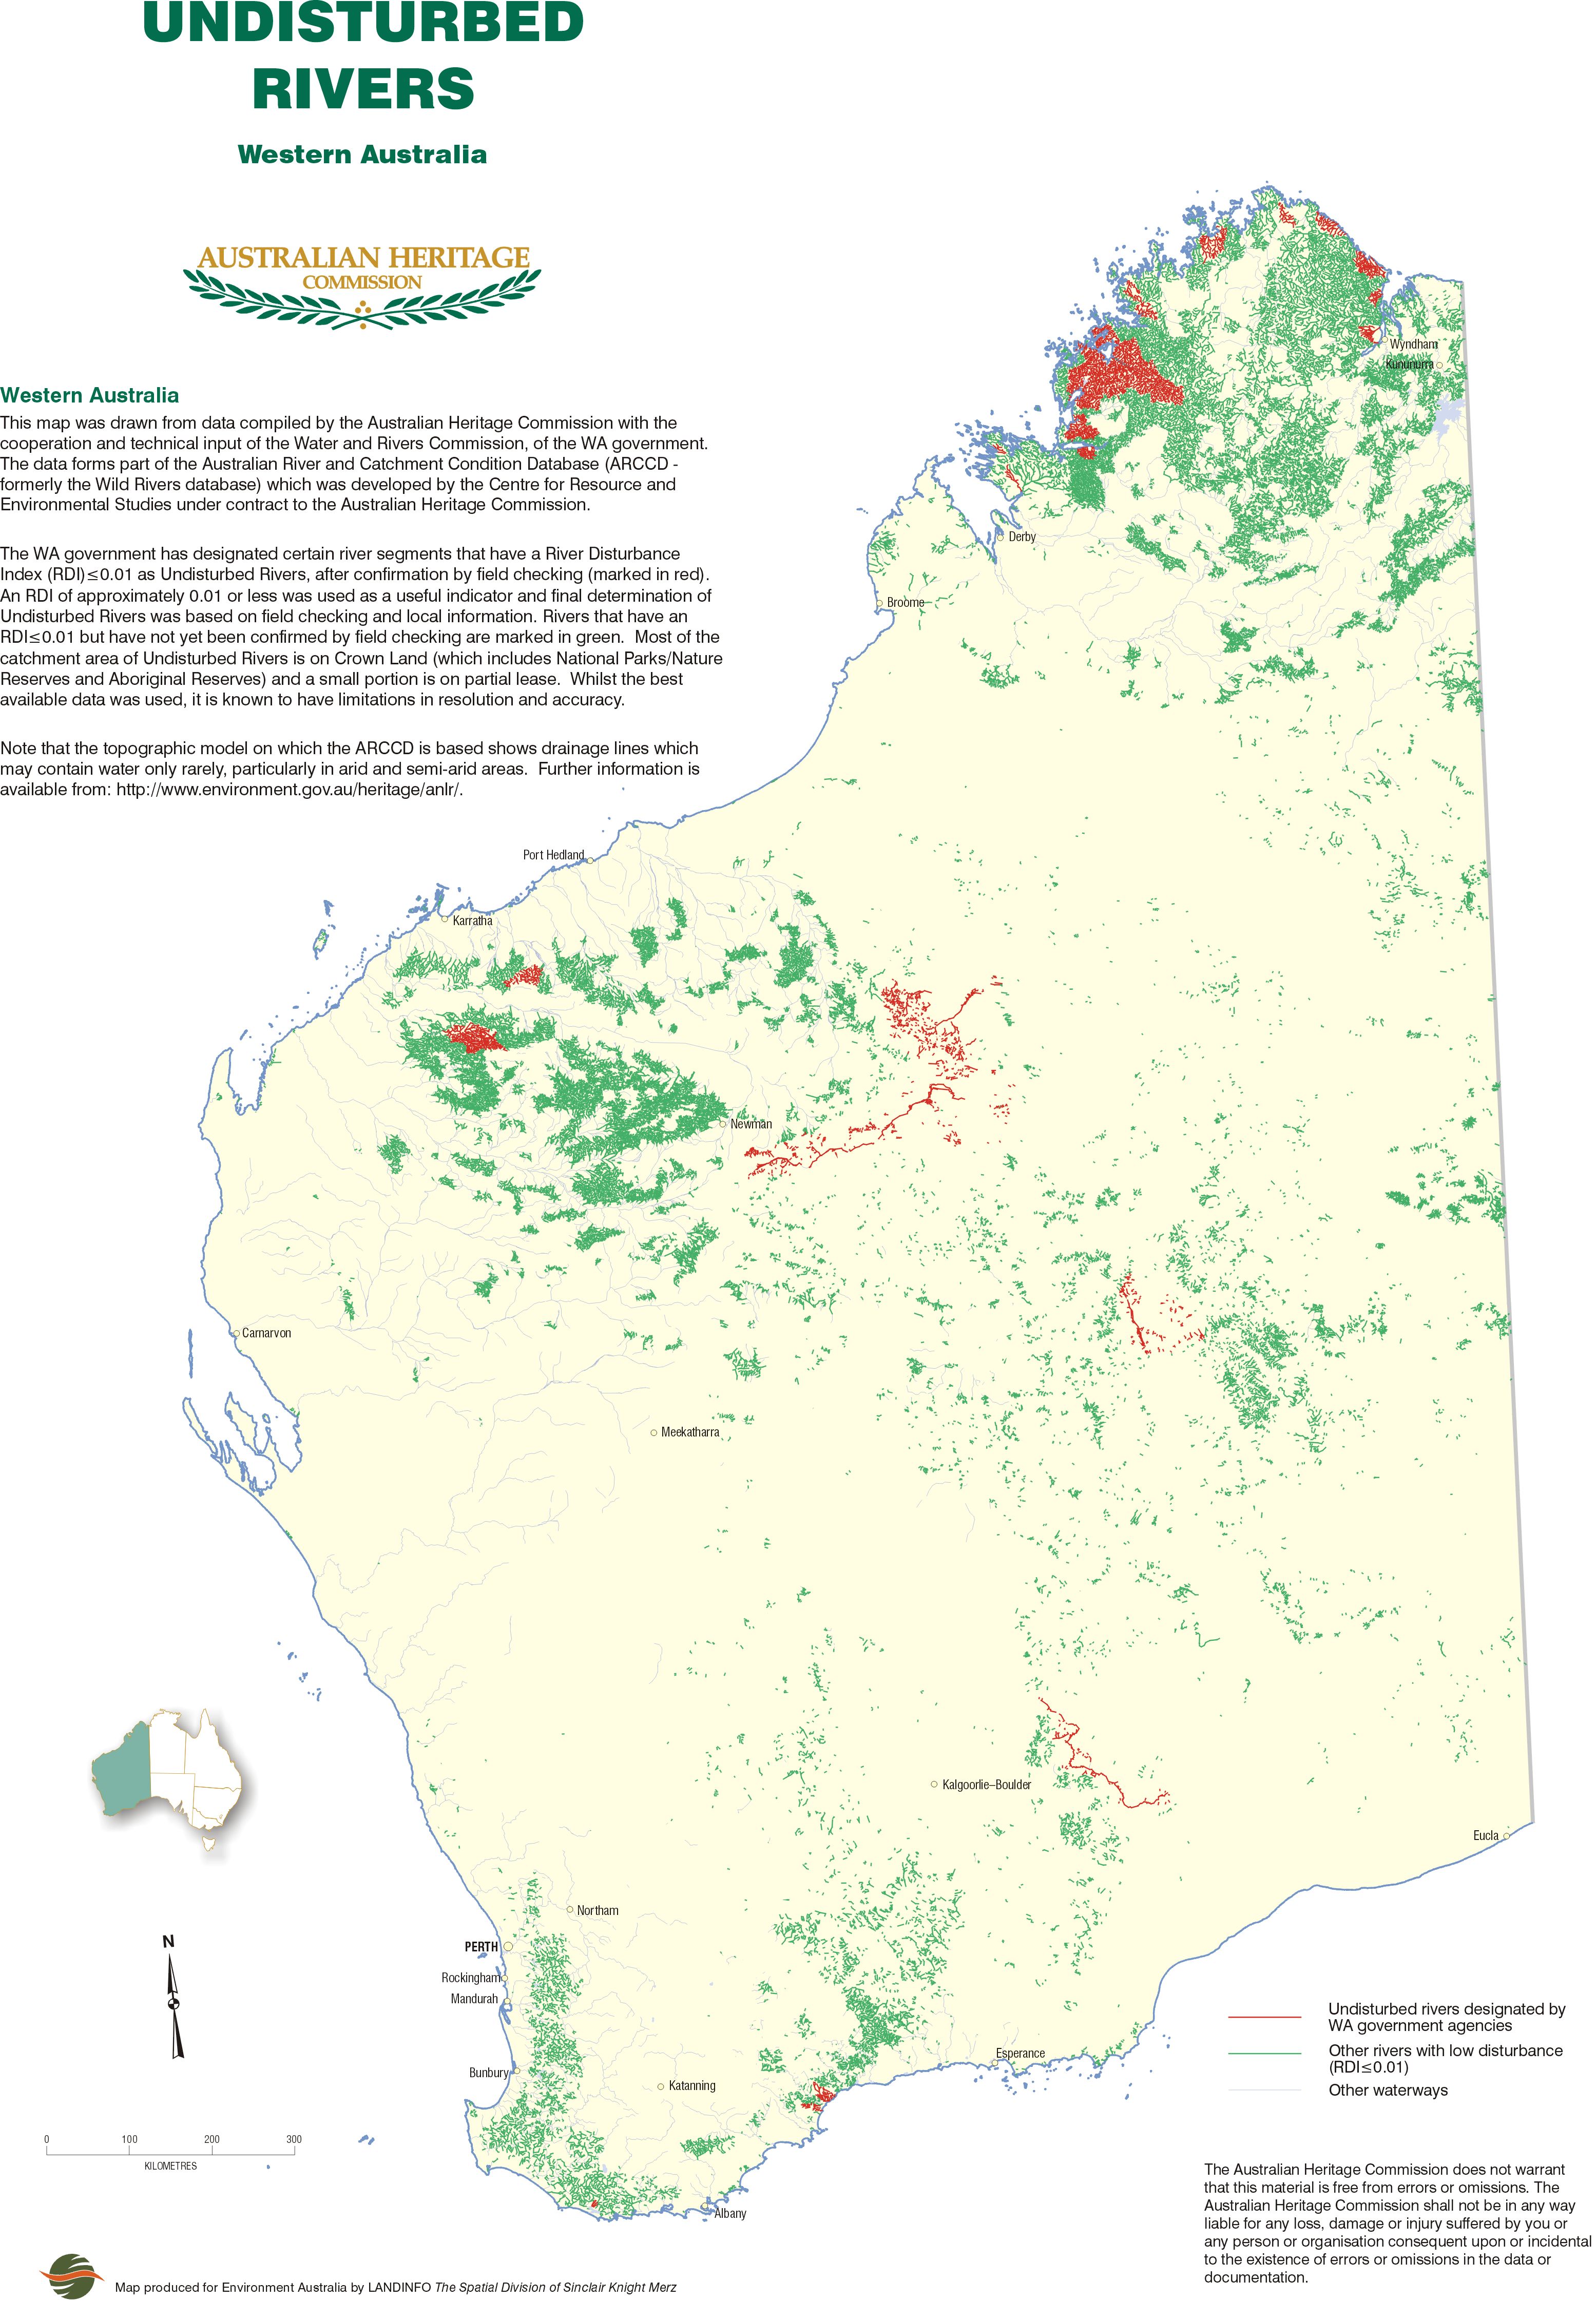 UNDISTURBED
RIVERS
Western Australia
AUSTRALIAN HERITAGE
COMMISSION
Western Australia
This map was drawn from data compiled by the Australian Heritage Commission with the
cooperation and technical input of the Water and Rivers Commission, of the WA government.
The data forms part of the Australian River and Catchment Condition Database (ARCCD -
formerly the Wild Rivers database) which was developed by the Centre for Resource and
Environmental Studies under contract to the Australian Heritage Commission.
The WA government has designated certain river segments that have a River Disturbance
Index (RDI)≤0.01 as Undisturbed Rivers, after confirmation by field checking (marked in red).
An RDI of approximately 0.01 or less was used as a useful indicator and final determination of
Undisturbed Rivers was based on field checking and local information. Rivers that have an
RDI≤0.01 but have not yet been confirmed by field checking are marked in green. Most of the
catchment area of Undisturbed Rivers is on Crown Land (which includes National Parks/Nature
Reserves and Aboriginal Reserves) and a small portion is on partial lease. Whilst the best
available data was used, it is known to have limitations in resolution and accuracy.
Note that the topographic model on which the ARCCD is based shows drainage lines which
may contain water only rarely, particularly in arid and semi-arid areas. Further information is
available from: http://www.environment.gov.au/heritage/anlr/.
Wyndham
Kununurra
Derby
Broome
Port Hedland
Karratha
Newman
Carnarvon
Meekatharra
Kalgoorlie–Boulder
Eucla
Northam
PERTH
Rockingham
Mandurah
Bunbury
Katanning
Esperance
Albany
N
0 100 200 300
KILOMETRES
Undisturbed rivers designated by
WA government agencies
Other rivers with low disturbance
(RDI≤0.01)
Other waterways
The Australian Heritage Commission does not warrant
that this material is free from errors or omissions. The
Australian Heritage Commission shall not be in any way
liable for any loss, damage or injury suffered by you or
any person or organisation consequent upon or incidental
to the existence of errors or omissions in the data or
documentation.
Map produced for Environment Australia by LANDINFO The Spatial Division of Sinclair Knight Merz